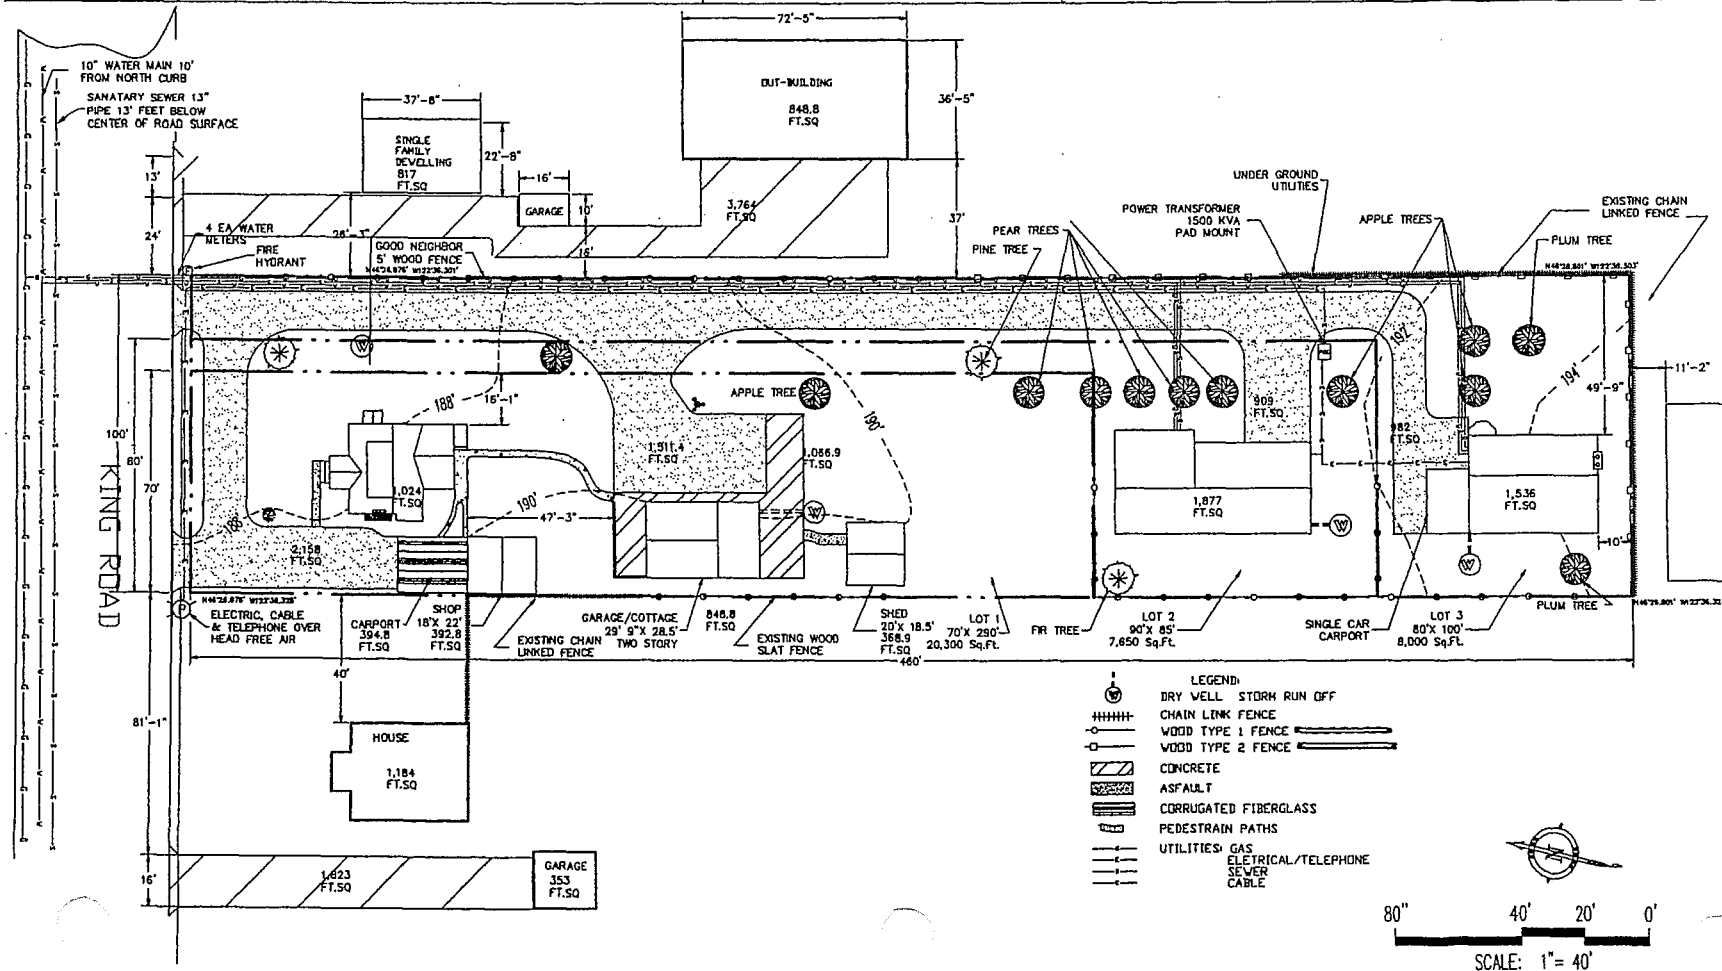 72'-5"
10" WATER MAIN 10'
FROM NORTH CURB
SANATARY SEWER 13"
PIPE 13' FEET BELOW
CENTER OF ROAD SURFACE
37'-8"
SINGLE
FAMILY
DEWELLING
817
FT.SQ
22'-8"
OUT-BUILDING
848.8
FT.SQ
36'-5"
13'
24'
16'
GARAGE
10'
16'
3,764
FT.SQ
37'
4 EA WATER
METERS
FIRE
HYDRANT
GOOD NEIGHBOR
5' WOOD FENCE
PEAR TREES
PINE TREE
UNDER GROUND
UTILITIES
POWER TRANSFORMER
1500 KVA
PAD MOUNT
APPLE TREES
EXISTING CHAIN
LINKED FENCE
PLUM TREE
100'
80'
70'
188'
16'-1"
APPLE TREE
190'
192'
194'
49'-9"
11'-2"
KING ROAD
188'
1,024
FT.SQ
190'
47'-3"
1,511.4
FT.SQ
1,066.9
FT.SQ
909
FT.SQ
982
FT.SQ
1,877
FT.SQ
1,536
FT.SQ
10'
2,158
FT.SQ
W
P
ELECTRIC, CABLE
& TELEPHONE OVER
HEAD FREE AIR
CARPORT
394.8
FT.SQ
SHOP
18'X 22'
392.8
FT.SQ
EXISTING CHAIN
LINKED FENCE
GARAGE/COTTAGE
29' 9"X 28.5'
TWO STORY
848.8
FT.SQ
EXISTING WOOD
SLAT FENCE
SHED
20'X 18.5'
368.9
FT.SQ
LOT 1
70'X 290'
20,300 Sq.Ft.
FIR TREE
LOT 2
90'X 85'
7,650 Sq.Ft.
SINGLE CAR
CARPORT
LOT 3
80'X 100'
8,000 Sq.Ft.
PLUM TREE
460'
40'
81'-1"
HOUSE
1,184
FT.SQ
16'
1,823
FT.SQ
GARAGE
353
FT.SQ
LEGEND:
W DRY WELL STORM RUN OFF
CHAIN LINK FENCE
WOOD TYPE 1 FENCE
WOOD TYPE 2 FENCE
CONCRETE
ASFAULT
CORRUGATED FIBERGLASS
PEDESTRAIN PATHS
UTILITIES: GAS
ELETRICAL/TELEPHONE
SEWER
CABLE
N
80" 40' 20' 0'
SCALE: 1"= 40'